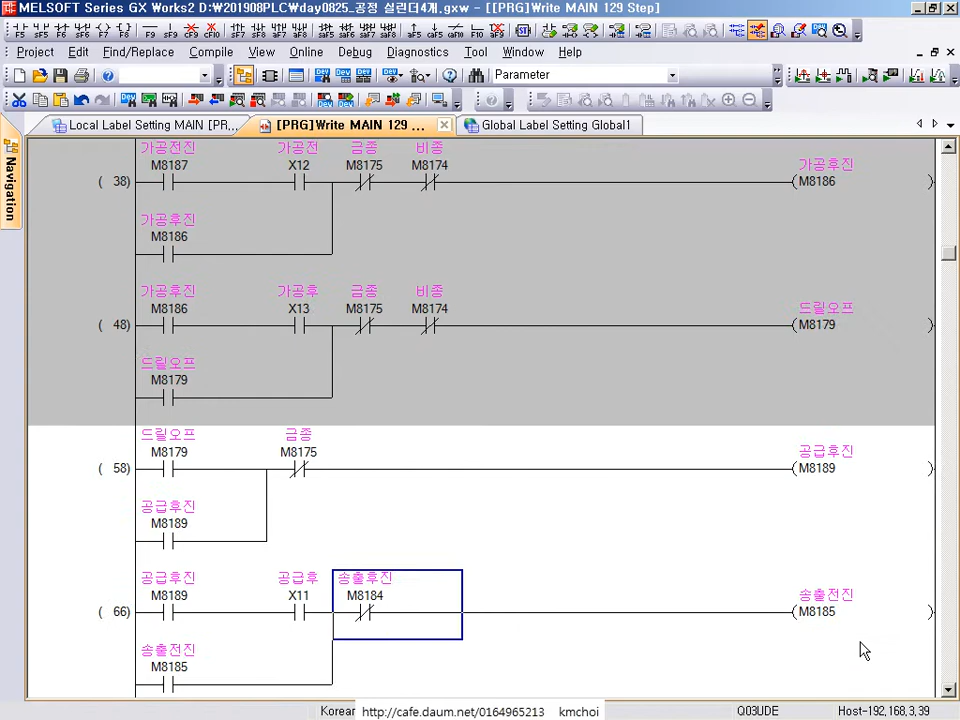 MELSOFT Series GX Works2 D:\201908PLC\day0825_공정 실린더4개.gxw - [[PRG]Write MAIN 129 Step]
Project Edit Find/Replace Compile View Online Debug Diagnostics Tool Window Help
Parameter
Local Label Setting MAIN [PR,... [PRG]Write MAIN 129 ... Global Label Setting Global1
Navigation
가공전진 가공전 금종 비종 가공후진
M8187 X12 M8175 M8174
( 38) M8186
가공후진
M8186
가공후진 가공후 금종 비종 드릴오프
M8186 X13 M8175 M8174
( 48) M8179
드릴오프
M8179
드릴오프 금종 공급후진
M8179 M8175
( 58) M8189
공급후진
M8189
공급후진 공급후 송출후진 송출전진
M8189 X11 M8184
( 66) M8185
송출전진
M8185
Korean http://cafe.daum.net/0164965213 kmchoi Q03UDE Host-192,168,3,39